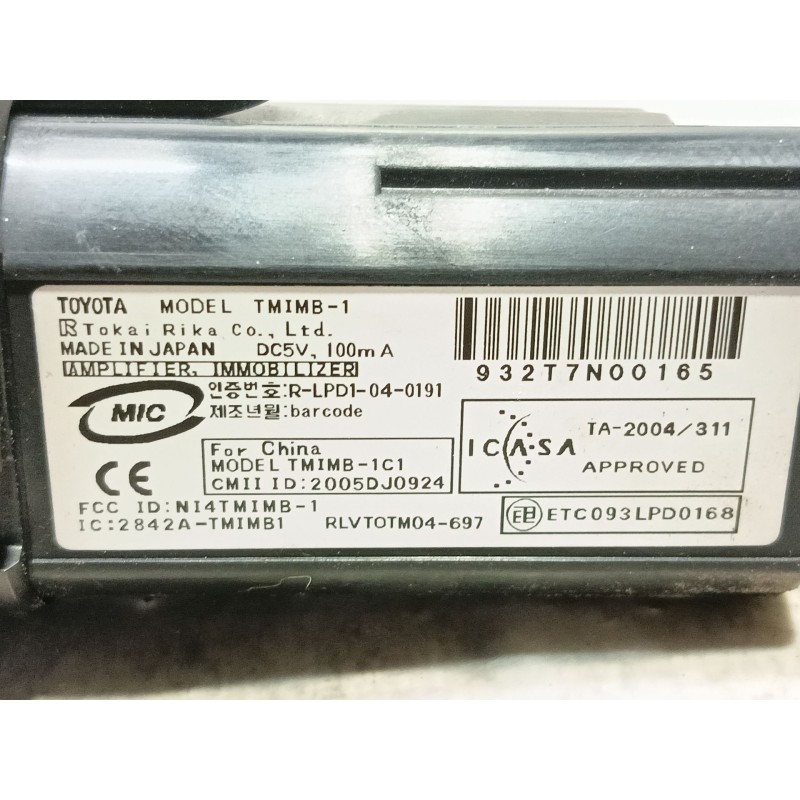 TOYOTA MODEL TMIMB-1
R Tokai Rika Co., Ltd.
MADE IN JAPAN DC5V, 100mA
AMPLIFIER, IMMOBILIZER
932T7N00165
MIC
인증번호:R-LPD1-04-0191
제조년월:barcode
CE
For China
MODEL TMIMB-1C1
CMII ID:2005DJ0924
ICASA
TA-2004/311
APPROVED
FCC ID:NI4TMIMB-1
IC:2842A-TMIMB1
RLVTOTM04-697
ETC093LPD0168